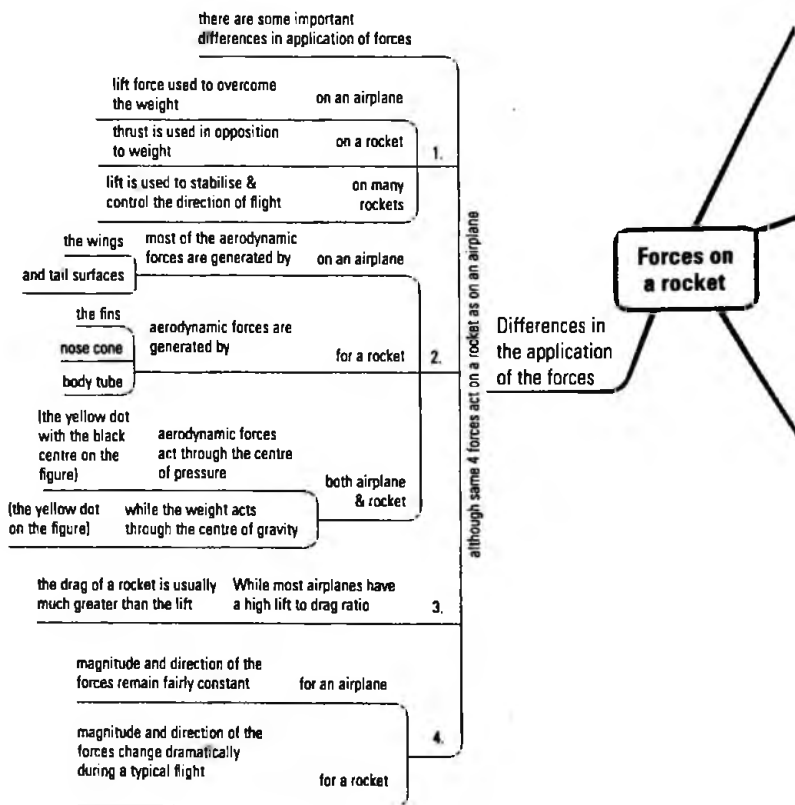 there are some important
differences in application of forces
lift force used to overcome
the weight
on an airplane
thrust is used in opposition
to weight
on a rocket
1.
lift is used to stabilise &
control the direction of flight
on many
rockets
the wings
and tail surfaces
most of the aerodynamic
forces are generated by
on an airplane
the fins
nose cone
body tube
aerodynamic forces are
generated by
for a rocket
2.
(the yellow dot
with the black
centre on the
figure)
aerodynamic forces
act through the centre
of pressure
both airplane
& rocket
(the yellow dot
on the figure)
while the weight acts
through the centre of gravity
the drag of a rocket is usually
much greater than the lift
While most airplanes have
a high lift to drag ratio
3.
magnitude and direction of the
forces remain fairly constant
for an airplane
4.
magnitude and direction of the
forces change dramatically
during a typical flight
for a rocket
although same 4 forces act on a rocket as on an airplane
Differences in
the application
of the forces
Forces on
a rocket